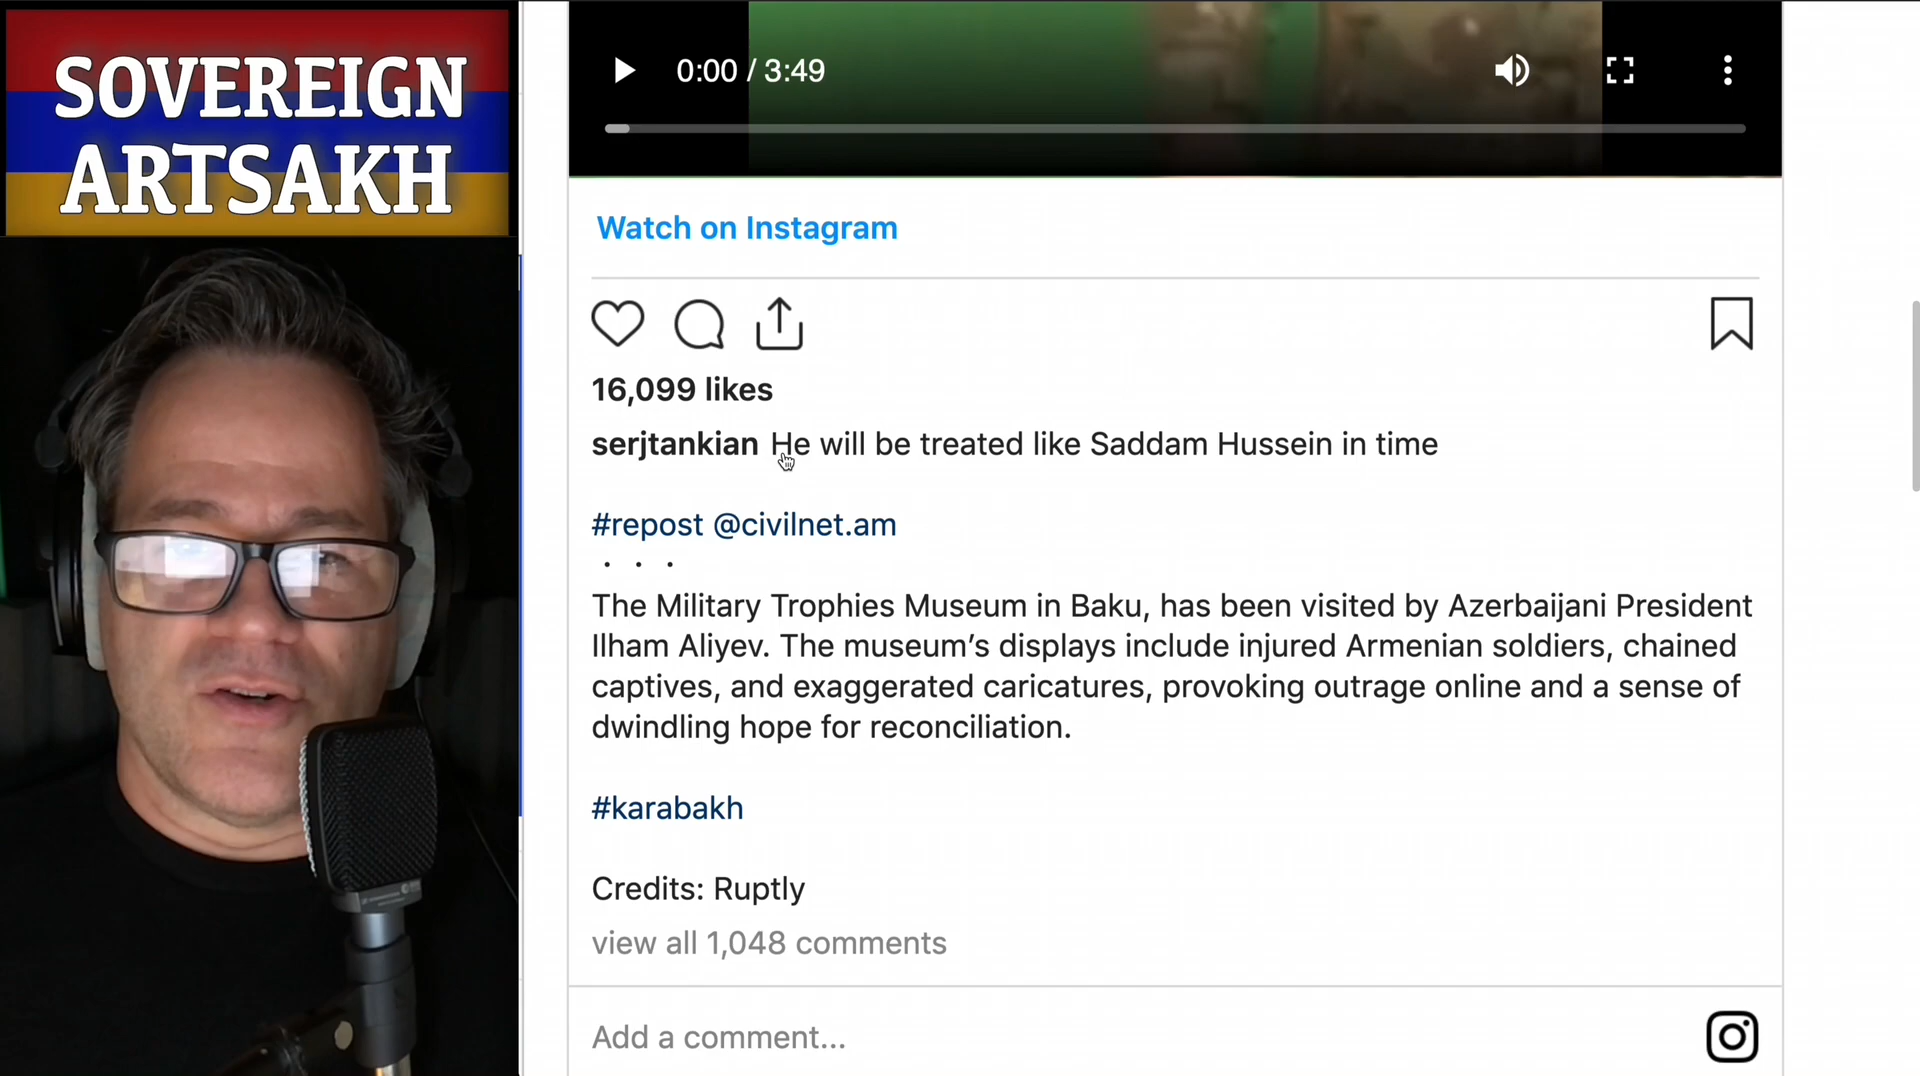 SOVEREIGN
ARTSAKH
0:00 / 3:49
Watch on Instagram
16,099 likes
serjtankian He will be treated like Saddam Hussein in time
#repost @civilnet.am
. . .
The Military Trophies Museum in Baku, has been visited by Azerbaijani President
Ilham Aliyev. The museum’s displays include injured Armenian soldiers, chained
captives, and exaggerated caricatures, provoking outrage online and a sense of
dwindling hope for reconciliation.
#karabakh
Credits: Ruptly
view all 1,048 comments
Add a comment...